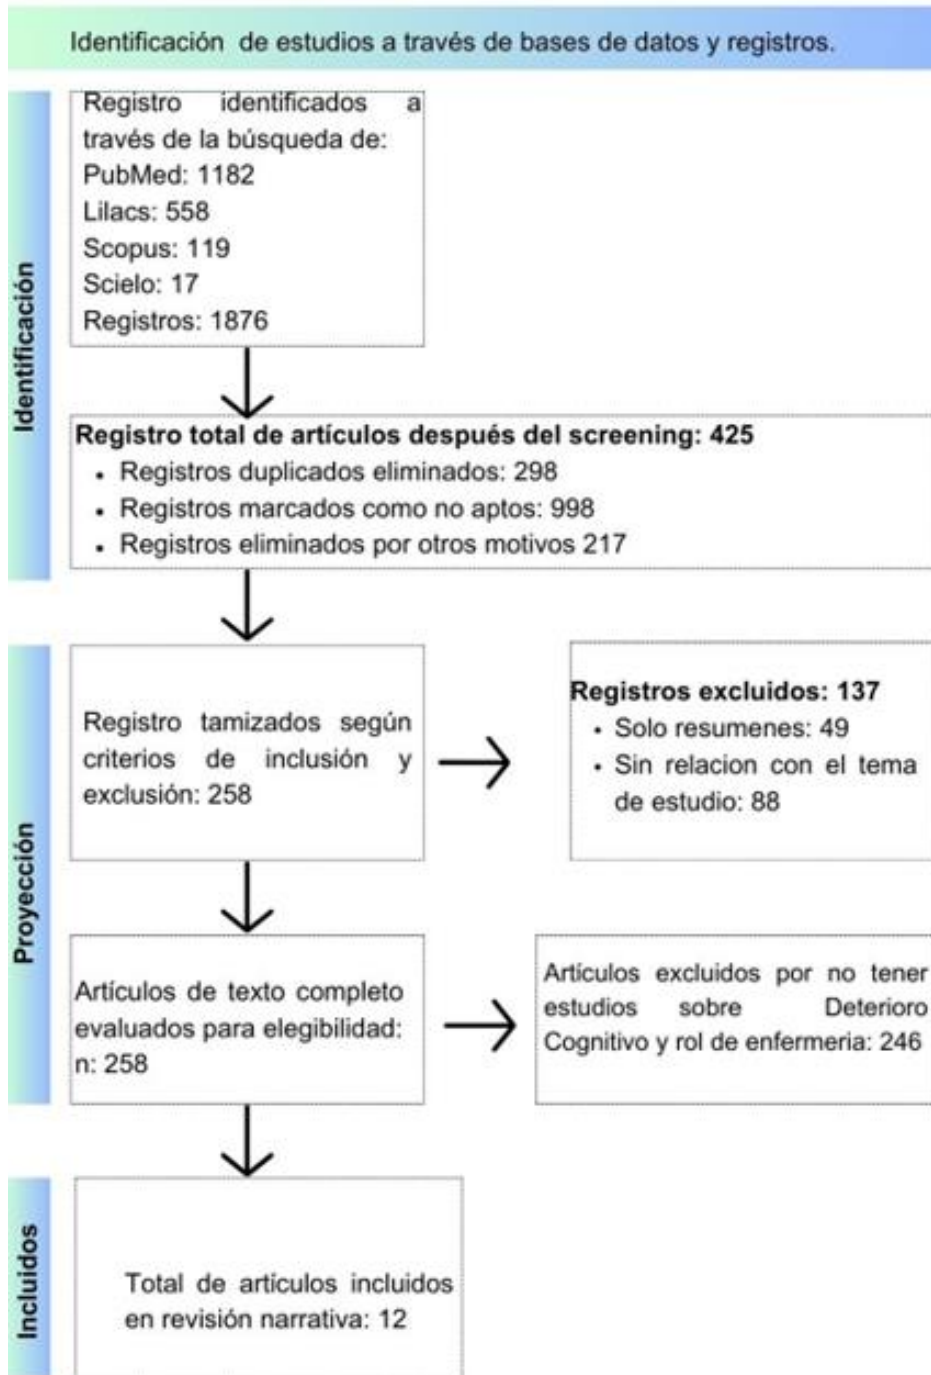 Identificación de estudios a través de bases de datos y registros.
Identificación
Registro identificados a
través de la búsqueda de:
PubMed: 1182
Lilacs: 558
Scopus: 119
Scielo: 17
Registros: 1876
Registro total de artículos después del screening: 425
• Registros duplicados eliminados: 298
• Registros marcados como no aptos: 998
• Registros eliminados por otros motivos 217
Proyección
Registro tamizados según
criterios de inclusión y
exclusión: 258
Registros excluidos: 137
• Solo resumenes: 49
• Sin relacion con el tema
de estudio: 88
Artículos de texto completo
evaluados para elegibilidad:
n: 258
Artículos excluidos por no tener
estudios sobre Deterioro
Cognitivo y rol de enfermeria: 246
Incluidos
Total de artículos incluidos
en revisión narrativa: 12